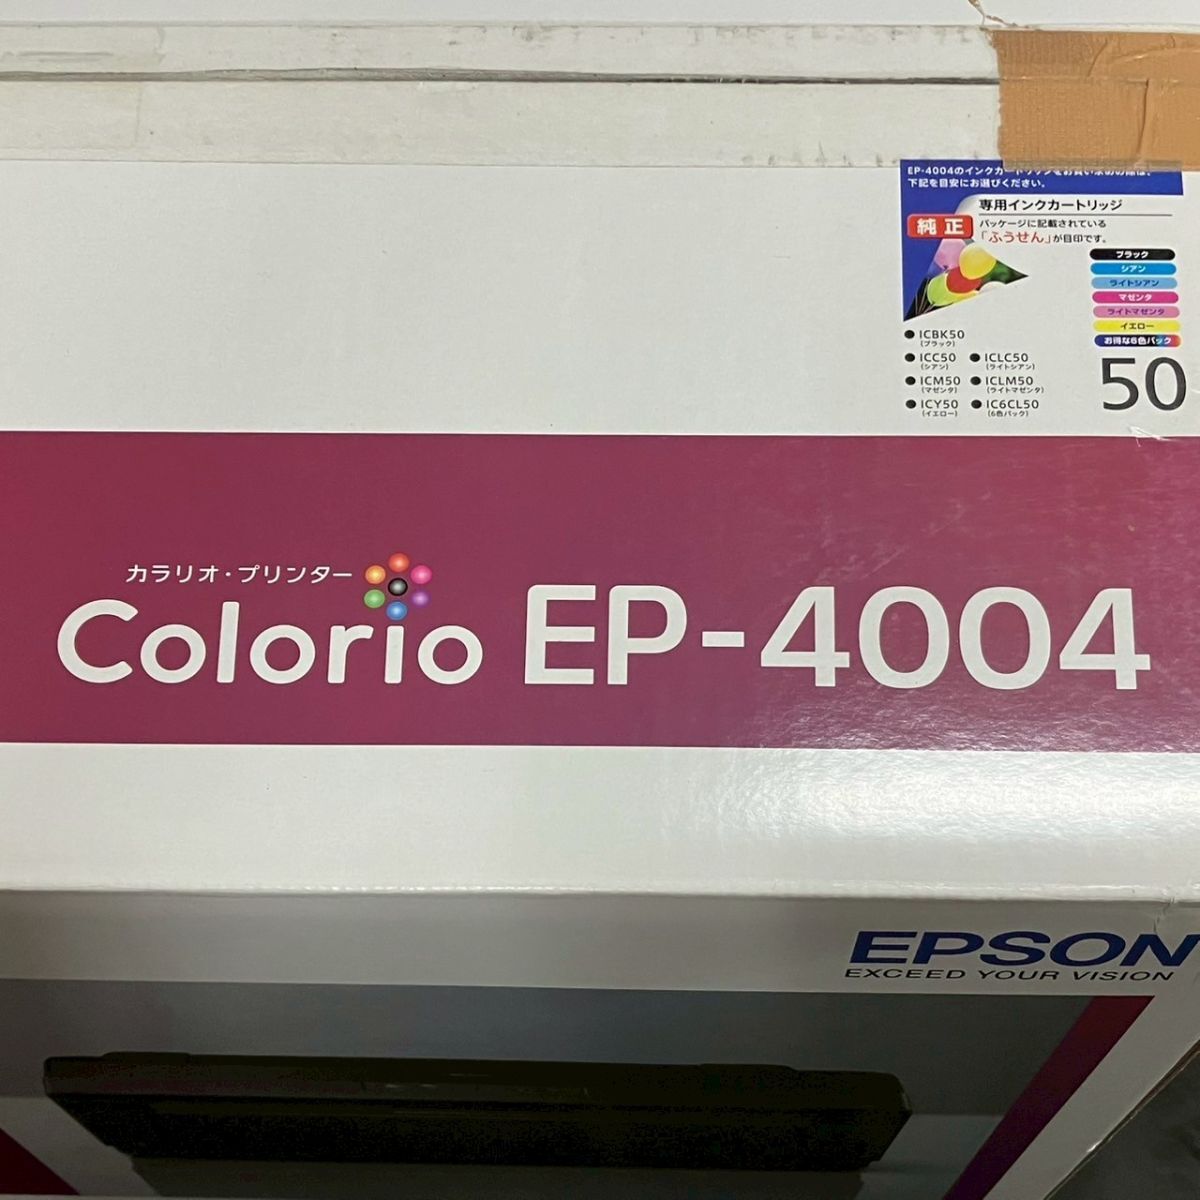 EP-4004のインクカートリッジをお買い求めの際は、
下記を目安にお選びください。
専用インクカートリッジ
純正
パッケージに記載されている
「ふうせん」が目印です。
ブラック
シアン
ライトシアン
マゼンタ
ライトマゼンタ
イエロー
お得な6色パック
50
●ICBK50
(ブラック)
●ICC50 ●ICLC50
(シアン) (ライトシアン)
●ICM50 ●ICLM50
(マゼンタ) (ライトマゼンタ)
●ICY50 ●IC6CL50
(イエロー) (6色パック)
カラリオ・プリンター
Colorio EP-4004
EPSON
EXCEED YOUR VISION